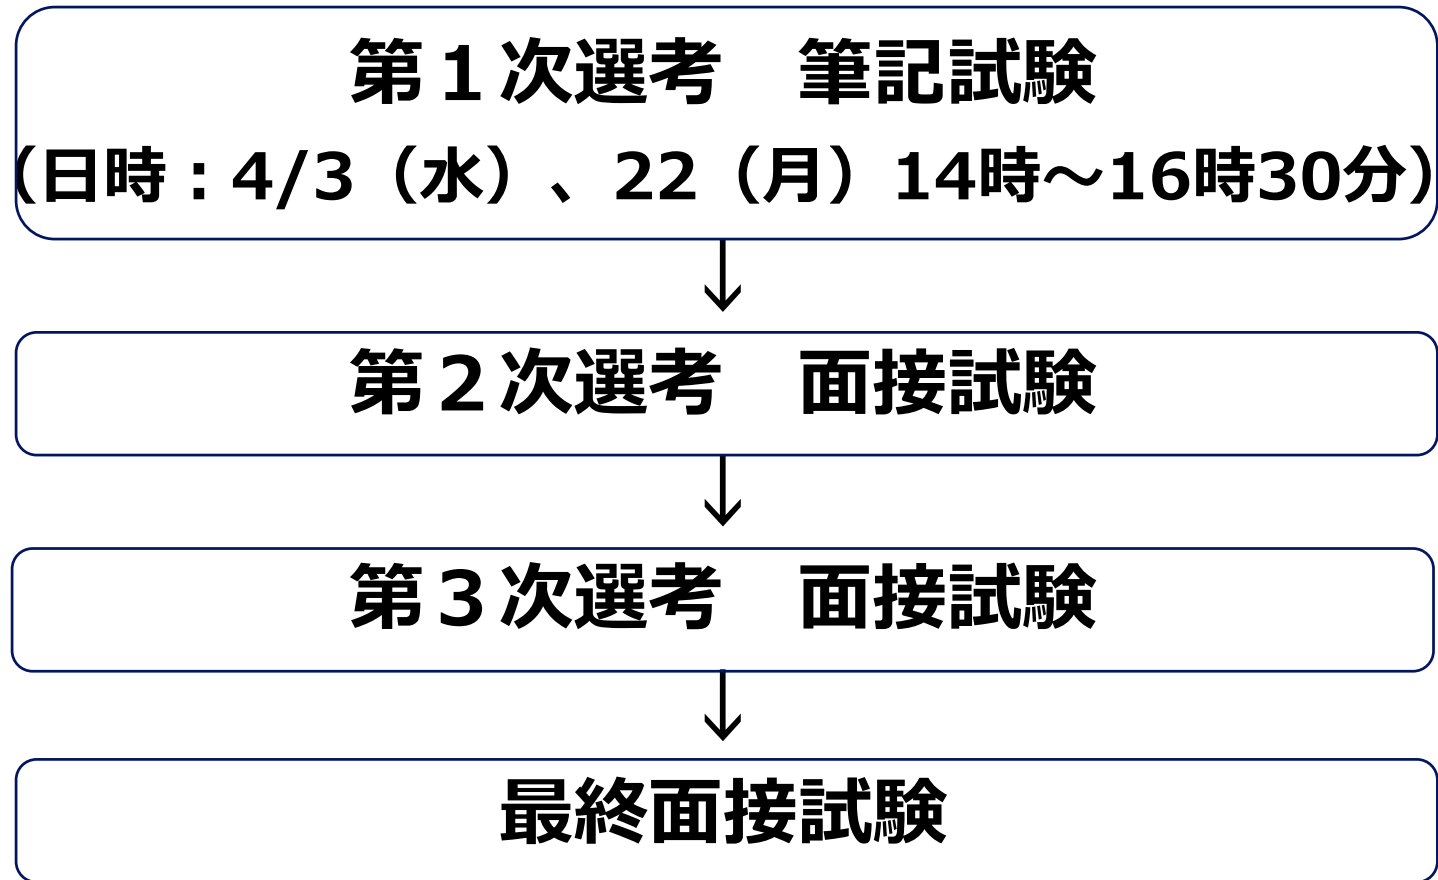 第１次選考　筆記試験
（日時：4/3（水）、22（月）14時～16時30分）
↓
第２次選考　面接試験
↓
第３次選考　面接試験
↓
最終面接試験